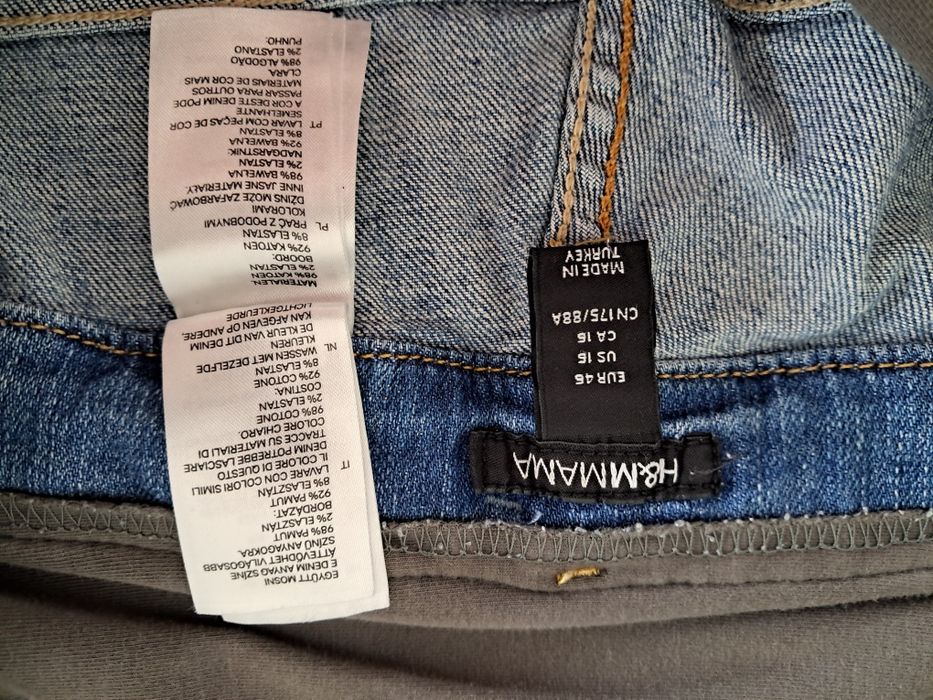 H&M MAMA
EUR 46
US 16
CA 16
CN 175/88A
MADE IN
TURKEY
EGYÜTT MOSNI
E DENIM ANYAG SZÍNE
ÁTTEVŐDHET VILÁGOSABB
SZÍNŰ ANYAGOKRA.
98% PAMUT
2% ELASZTÁN
BORDÁZAT:
92% PAMUT
8% ELASZTÁN
IT LAVARE CON COLORI SIMILI
IL COLORE DI QUESTO
DENIM POTREBBE LASCIARE
TRACCE SU MATERIALI DI
COLORE CHIARO.
98% COTONE
2% ELASTAN
COSTINA:
92% COTONE
8% ELASTAN
NL WASSEN MET DEZELFDE
KLEUREN
DE KLEUR VAN DIT DENIM
KAN AFGEVEN OP ANDERE,
LICHTGEKLEURDE
MATERIALEN.
98% KATOEN
2% ELASTAN
BOORD:
92% KATOEN
8% ELASTAN
PL PRAĆ Z PODOBNYMI
KOLORAMI
DŻINS MOŻE ZAFARBOWAĆ
INNE JASNE MATERIAŁY
98% BAWEŁNA
2% ELASTAN
NADGARSTNIK:
92% BAWEŁNA
8% ELASTAN
PT LAVAR COM PEÇAS DE COR
SEMELHANTE
A COR DESTE DENIM PODE
PASSAR PARA OUTROS
MATERIAS DE COR MAIS
CLARA.
98% ALGODÃO
2% ELASTANO
PUNHO: